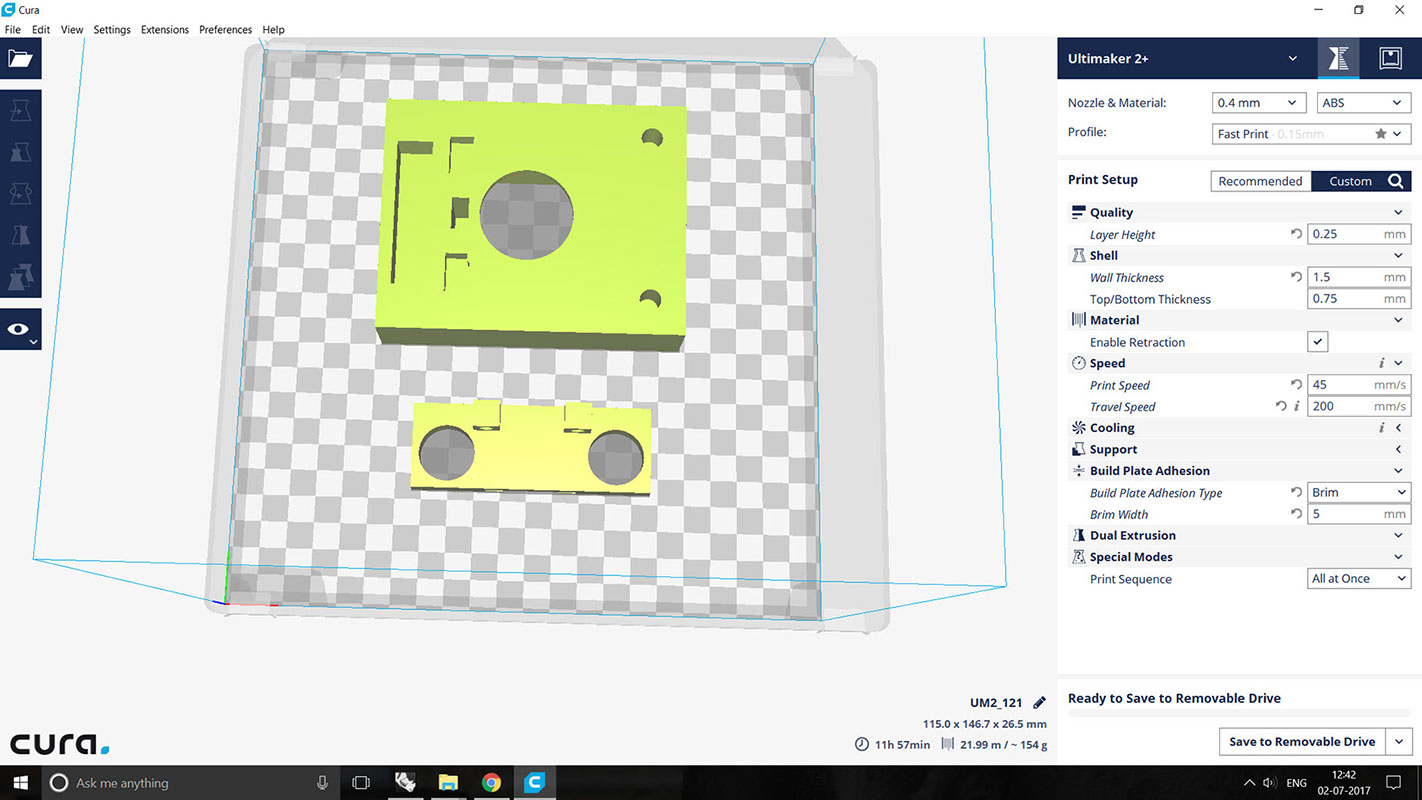 Cura
File Edit View Settings Extensions Preferences Help
Ultimaker 2+
Nozzle & Material: 0.4 mm ABS
Profile: Fast Print - 0.15mm
Print Setup Recommended Custom
Quality
Layer Height 0.25 mm
Shell
Wall Thickness 1.5 mm
Top/Bottom Thickness 0.75 mm
Material
Enable Retraction
Speed i
Print Speed 45 mm/s
Travel Speed i 200 mm/s
Cooling i
Support
Build Plate Adhesion
Build Plate Adhesion Type Brim
Brim Width 5 mm
Dual Extrusion
Special Modes
Print Sequence All at Once
UM2_121
115.0 x 146.7 x 26.5 mm
11h 57min 21.99 m / ~ 154 g
Ready to Save to Removable Drive
Save to Removable Drive
cura.
Ask me anything
ENG
12:42
02-07-2017